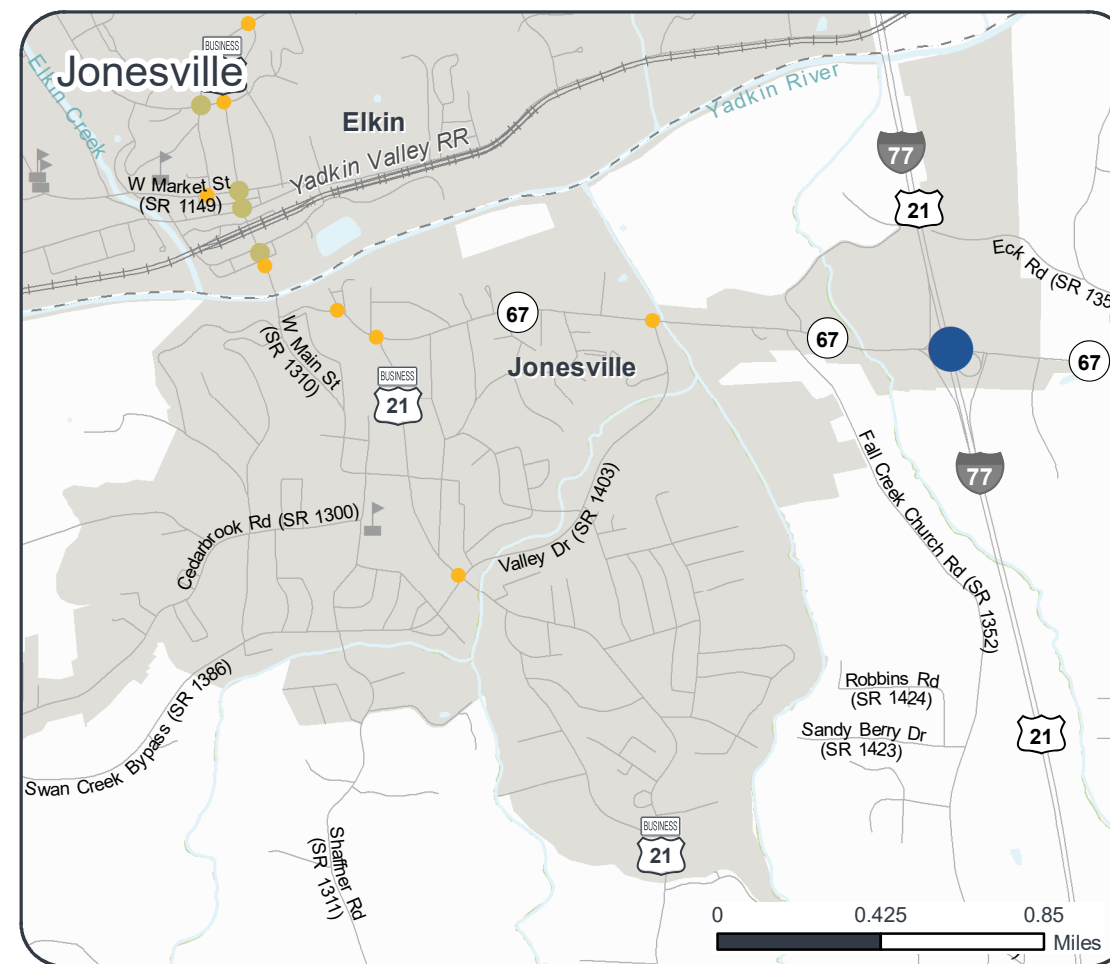 BUSINESS
Jonesville
Elkin Creek
Elkin
Yadkin River
77
Yadkin Valley RR
W Market St
(SR 1149)
21
Eck Rd (SR 135
67
67
67
W Main St
(SR 1310)
Jonesville
BUSINESS
21
77
Fall Creek Church Rd (SR 1352)
Cedarbrook Rd (SR 1300)
Valley Dr (SR 1403)
Swan Creek Bypass (SR 1386)
Robbins Rd
(SR 1424)
Sandy Berry Dr
(SR 1423)
21
BUSINESS
21
Shaffner Rd
(SR 1311)
0 0.425 0.85
Miles